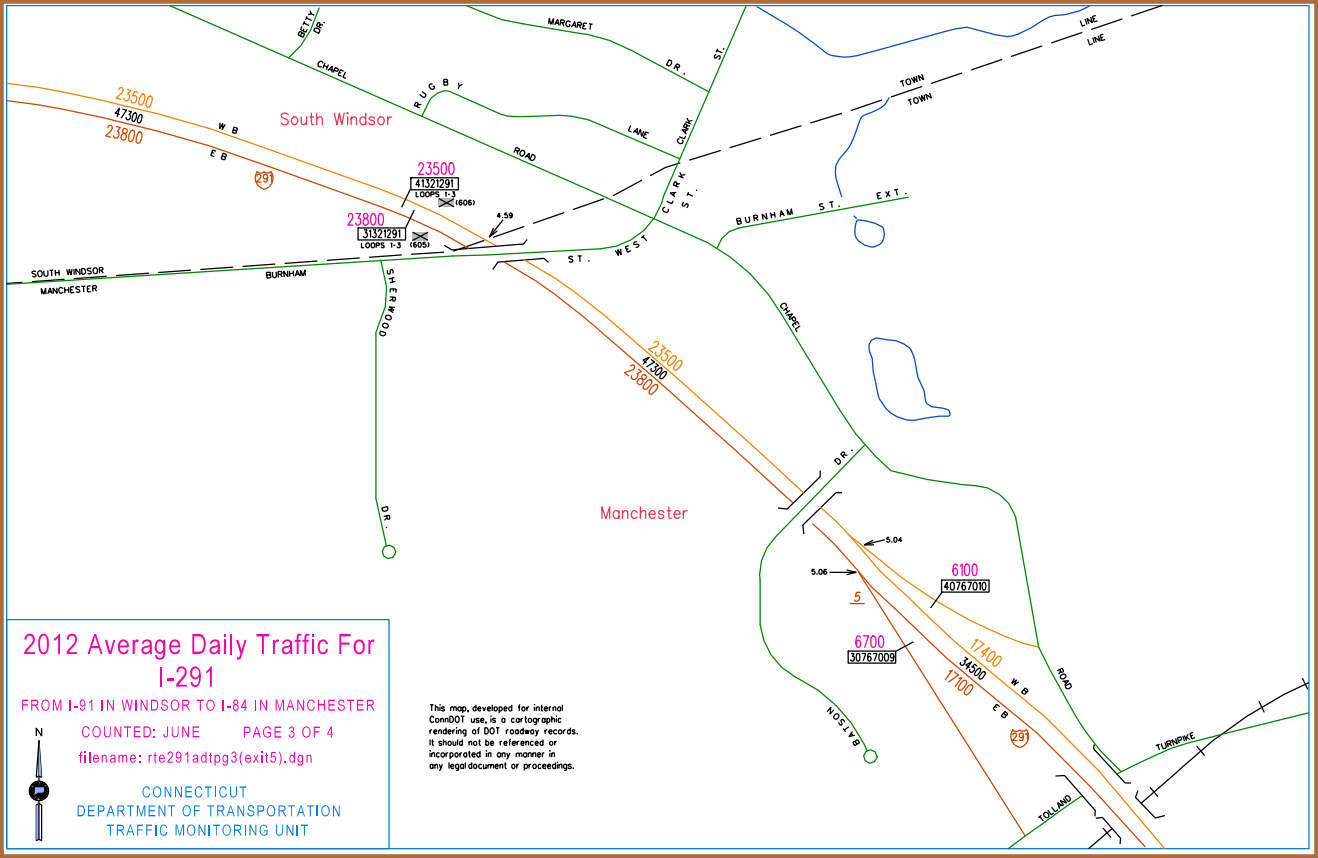 BETTY
DR.
MARGARET
DR.
CLARK
ST.
LINE
LINE
TOWN
TOWN
CHAPEL
ROAD
RUGBY
LANE
South Windsor
23500
47300
23800
W B
E B
291
23500
41321291
LOOPS 1-3
(606)
23800
31321291
LOOPS 1-3
(605)
4.59
CLARK
ST.
BURNHAM ST. EXT.
SOUTH WINDSOR
MANCHESTER
BURNHAM
ST.
WEST
SHERWOOD
DR.
CHAPEL
23500
47300
23800
Manchester
DR.
5.04
5.06
5
6100
40767010
6700
30767009
17400
34500
17100
W B
E B
291
ROAD
BATSON
TURNPIKE
TOLLAND
2012 Average Daily Traffic For
I-291
FROM I-91 IN WINDSOR TO I-84 IN MANCHESTER
COUNTED: JUNE PAGE 3 OF 4
filename: rte291adtpg3(exit5).dgn
N
CONNECTICUT
DEPARTMENT OF TRANSPORTATION
TRAFFIC MONITORING UNIT
This map, developed for internal
ConnDOT use, is a cartographic
rendering of DOT roadway records.
It should not be referenced or
incorporated in any manner in
any legal document or proceedings.